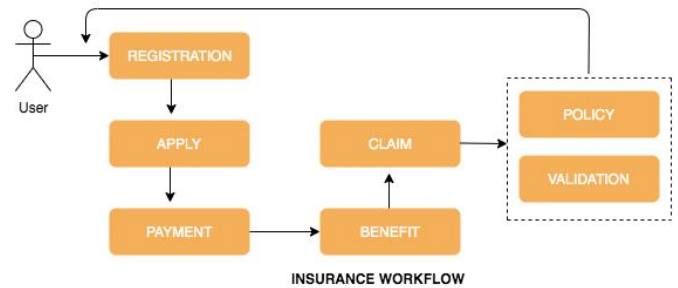 REGISTRATION
User
APPLY
PAYMENT
BENEFIT
CLAIM
POLICY
VALIDATION
INSURANCE WORKFLOW